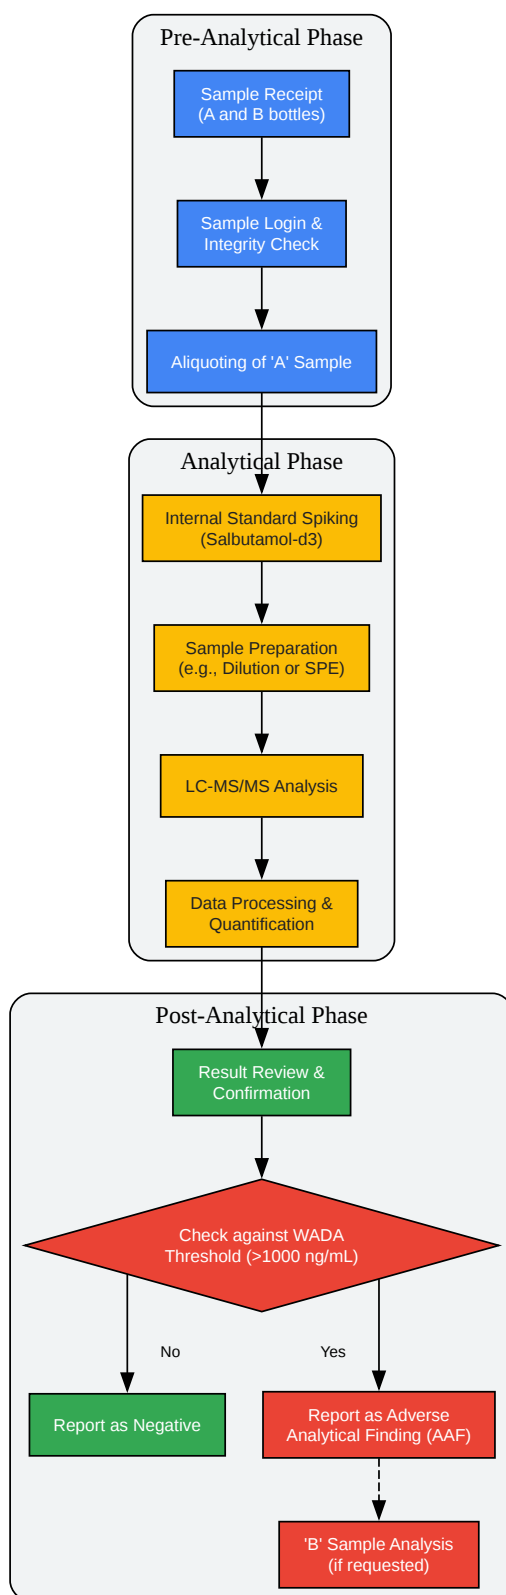 Pre-Analytical Phase
Sample Receipt
(A and B bottles)
Sample Login &
Integrity Check
Aliquoting of 'A' Sample
Analytical Phase
Internal Standard Spiking
(Salbutamol-d3)
Sample Preparation
(e.g., Dilution or SPE)
LC-MS/MS Analysis
Data Processing &
Quantification
Post-Analytical Phase
Result Review &
Confirmation
Check against WADA
Threshold (>1000 ng/mL)
No
Yes
Report as Negative
Report as Adverse
Analytical Finding (AAF)
'B' Sample Analysis
(if requested)